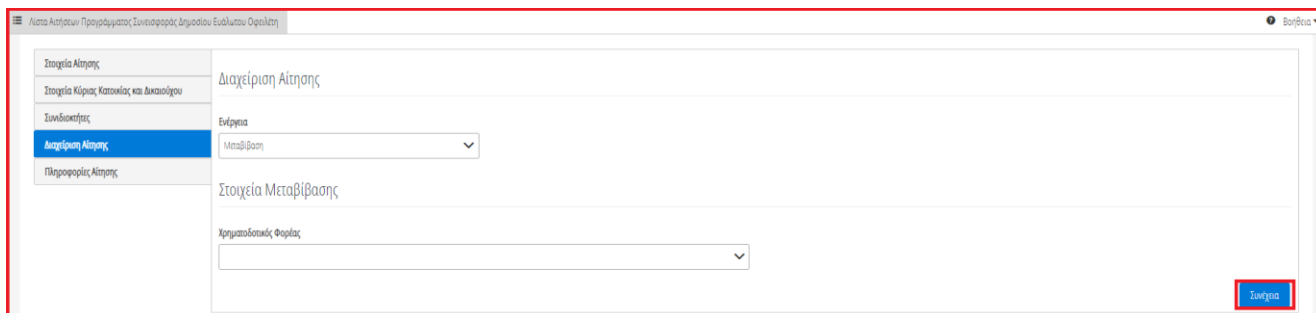 Λίστα Αιτήσεων Προγράμματος Συνεισφοράς Δημοσίου Ευάλωτου Οφειλέτη
Βοήθεια
Στοιχεία Αίτησης
Στοιχεία Κύριας Κατοικίας και Δικαιούχου
Συνιδιοκτήτες
Διαχείριση Αίτησης
Πληροφορίες Αίτησης
Διαχείριση Αίτησης
Ενέργεια
Μεταβίβαση
Στοιχεία Μεταβίβασης
Χρηματοδοτικός Φορέας
Συνέχεια